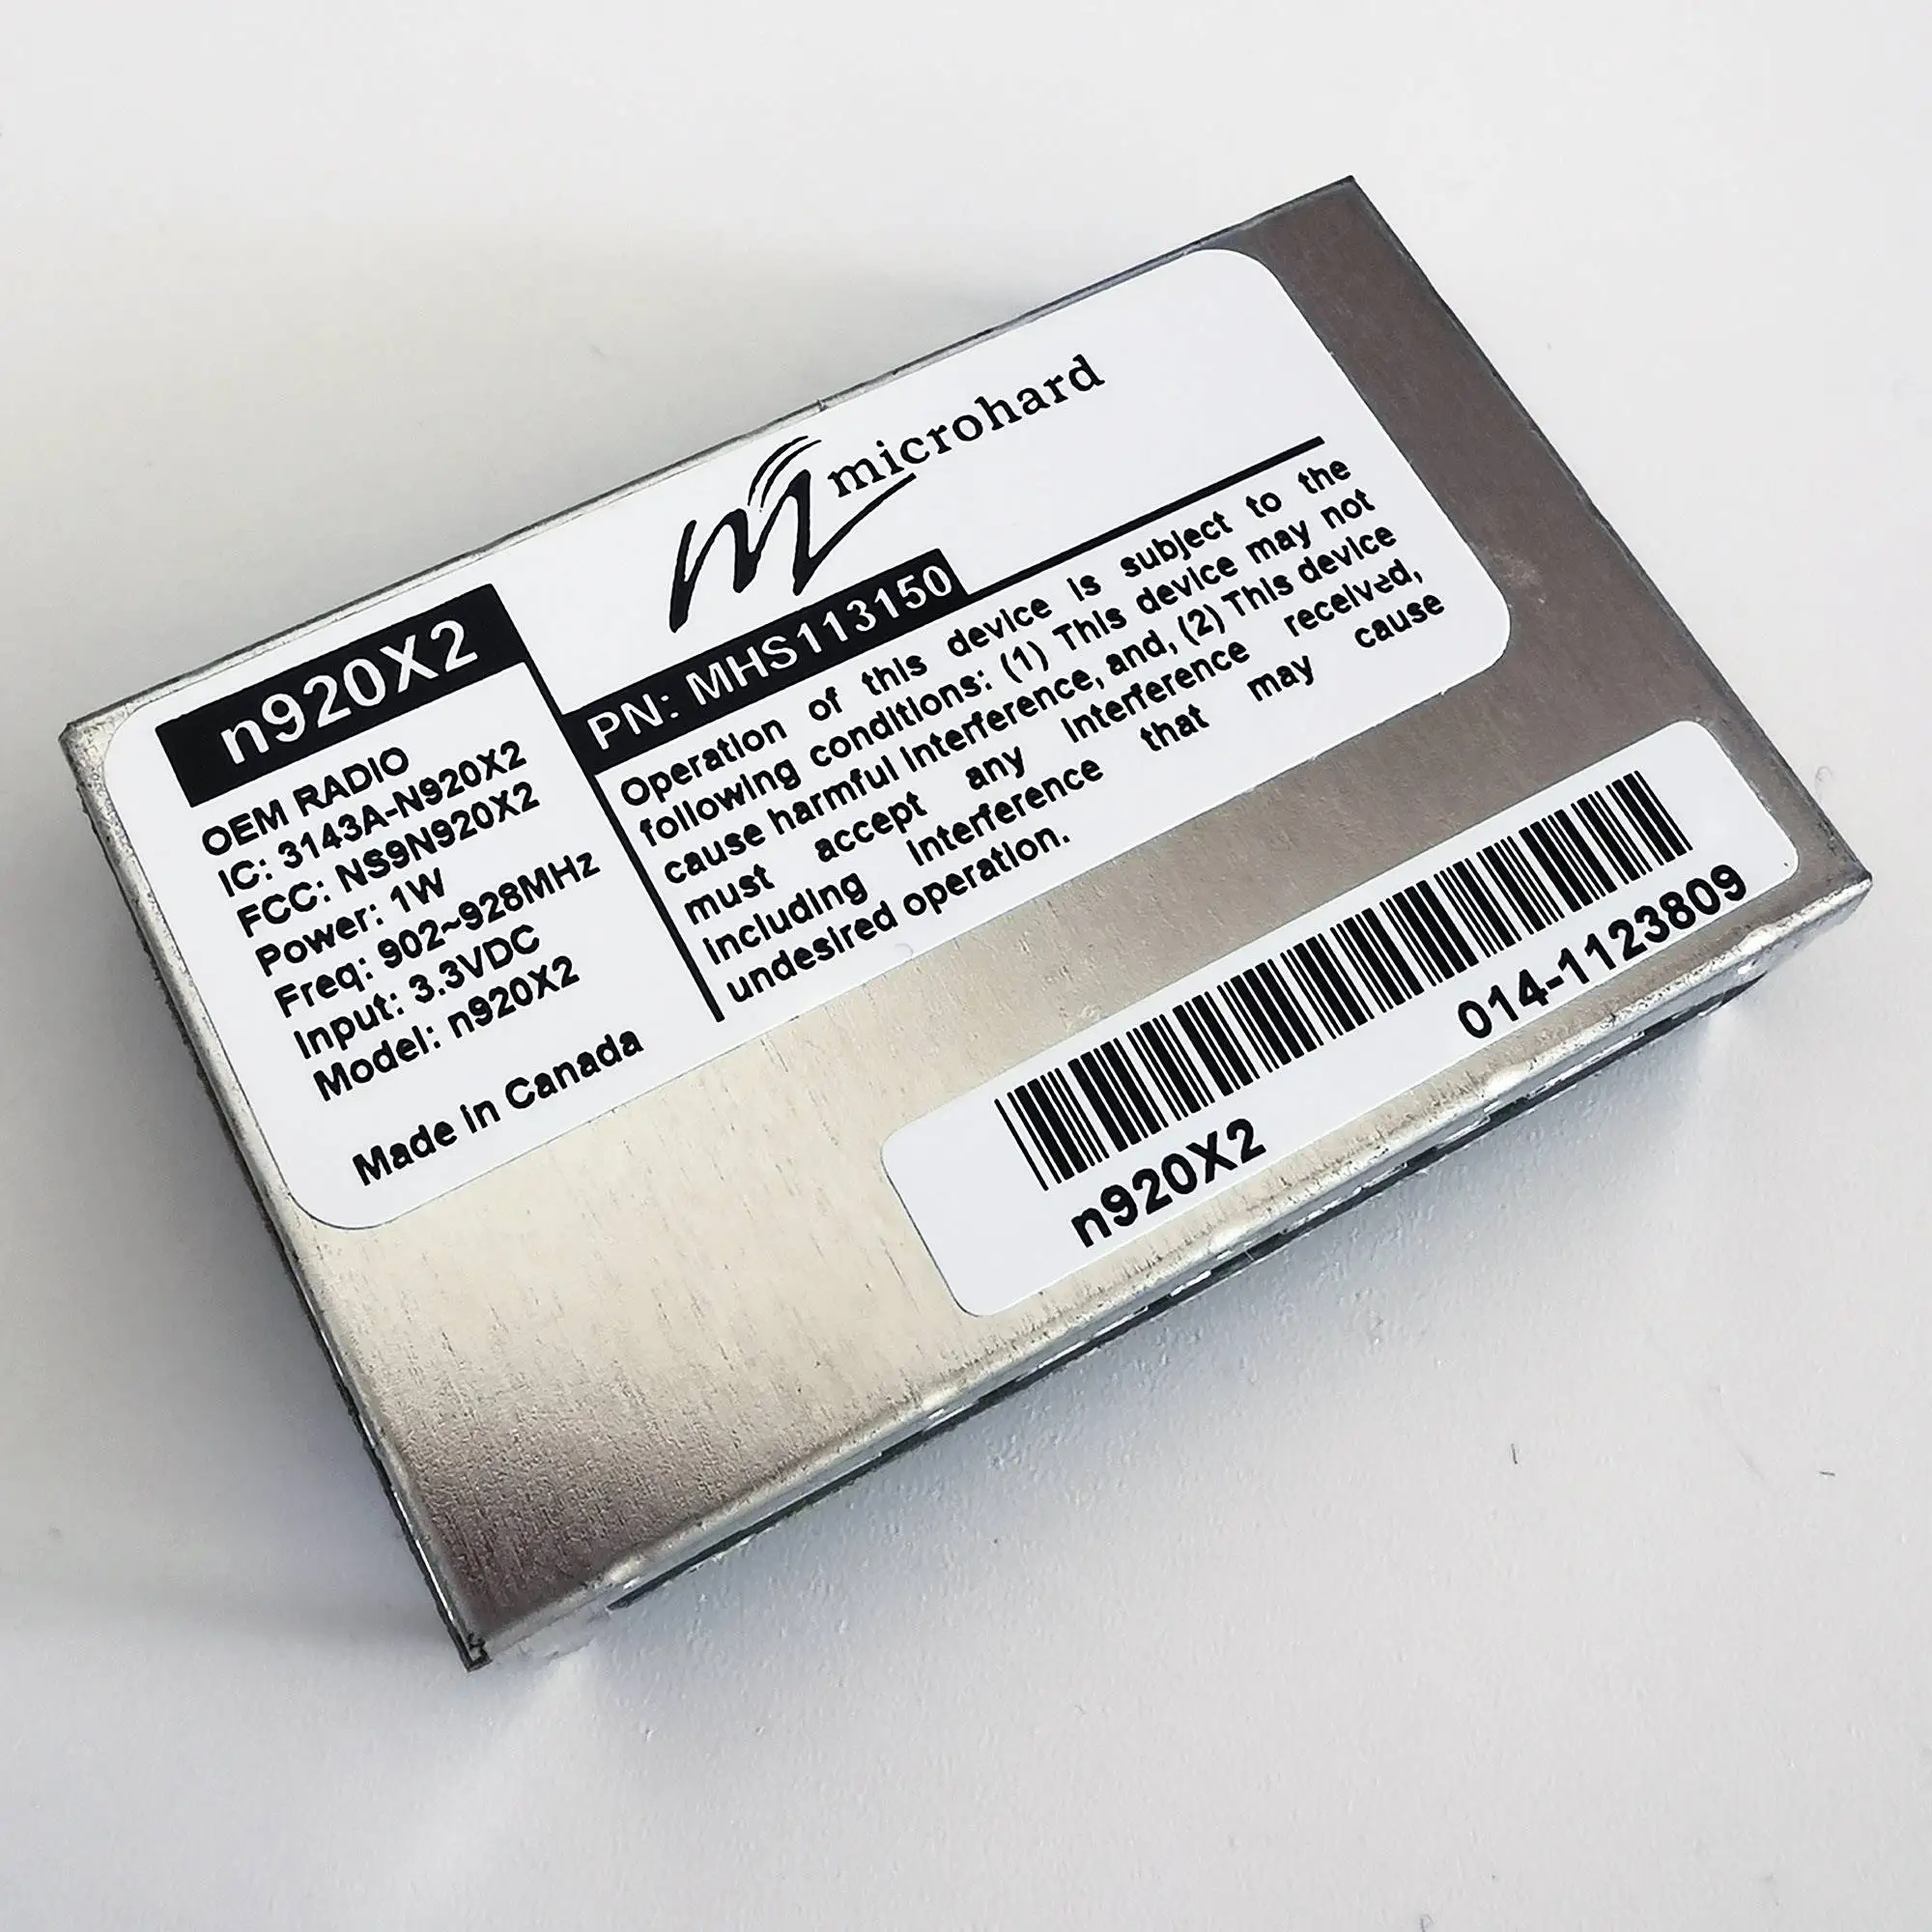 n920X2
OEM RADIO
IC: 3143A-N920X2
FCC: NS9N920X2
Power: 1W
Freq: 902~928MHz
Input: 3.3VDC
Model: n920X2
Made in Canada
microhard
PN: MHS113150
Operation of this device is subject to the
following conditions: (1) This device may not
cause harmful interference, and, (2) This device
must accept any interference received,
including interference that may cause
undesired operation.
n920X2 014-1123809